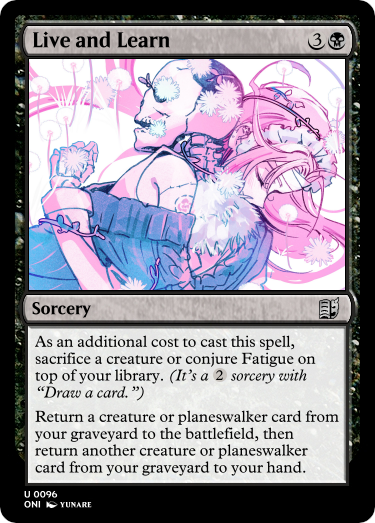 Live and Learn 3
Sorcery
As an additional cost to cast this spell,
sacrifice a creature or conjure Fatigue on
top of your library. (It's a 2 sorcery with
“Draw a card.”)
Return a creature or planeswalker card from
your graveyard to the battlefield, then
return another creature or planeswalker
card from your graveyard to your hand.
U 0096
ONI YUNARE